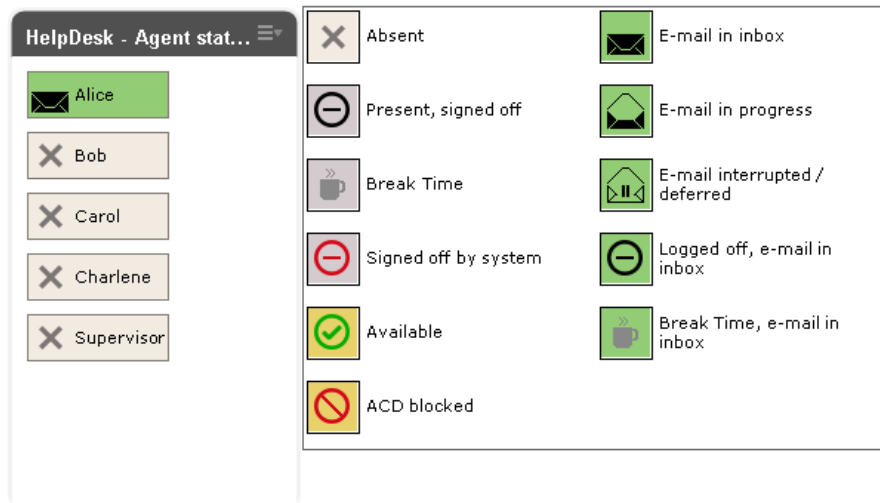 HelpDesk - Agent stat...
Alice
Bob
Carol
Charlene
Supervisor
Absent
Present, signed off
Break Time
Signed off by system
Available
ACD blocked
E-mail in inbox
E-mail in progress
E-mail interrupted /
deferred
Logged off, e-mail in
inbox
Break Time, e-mail in
inbox